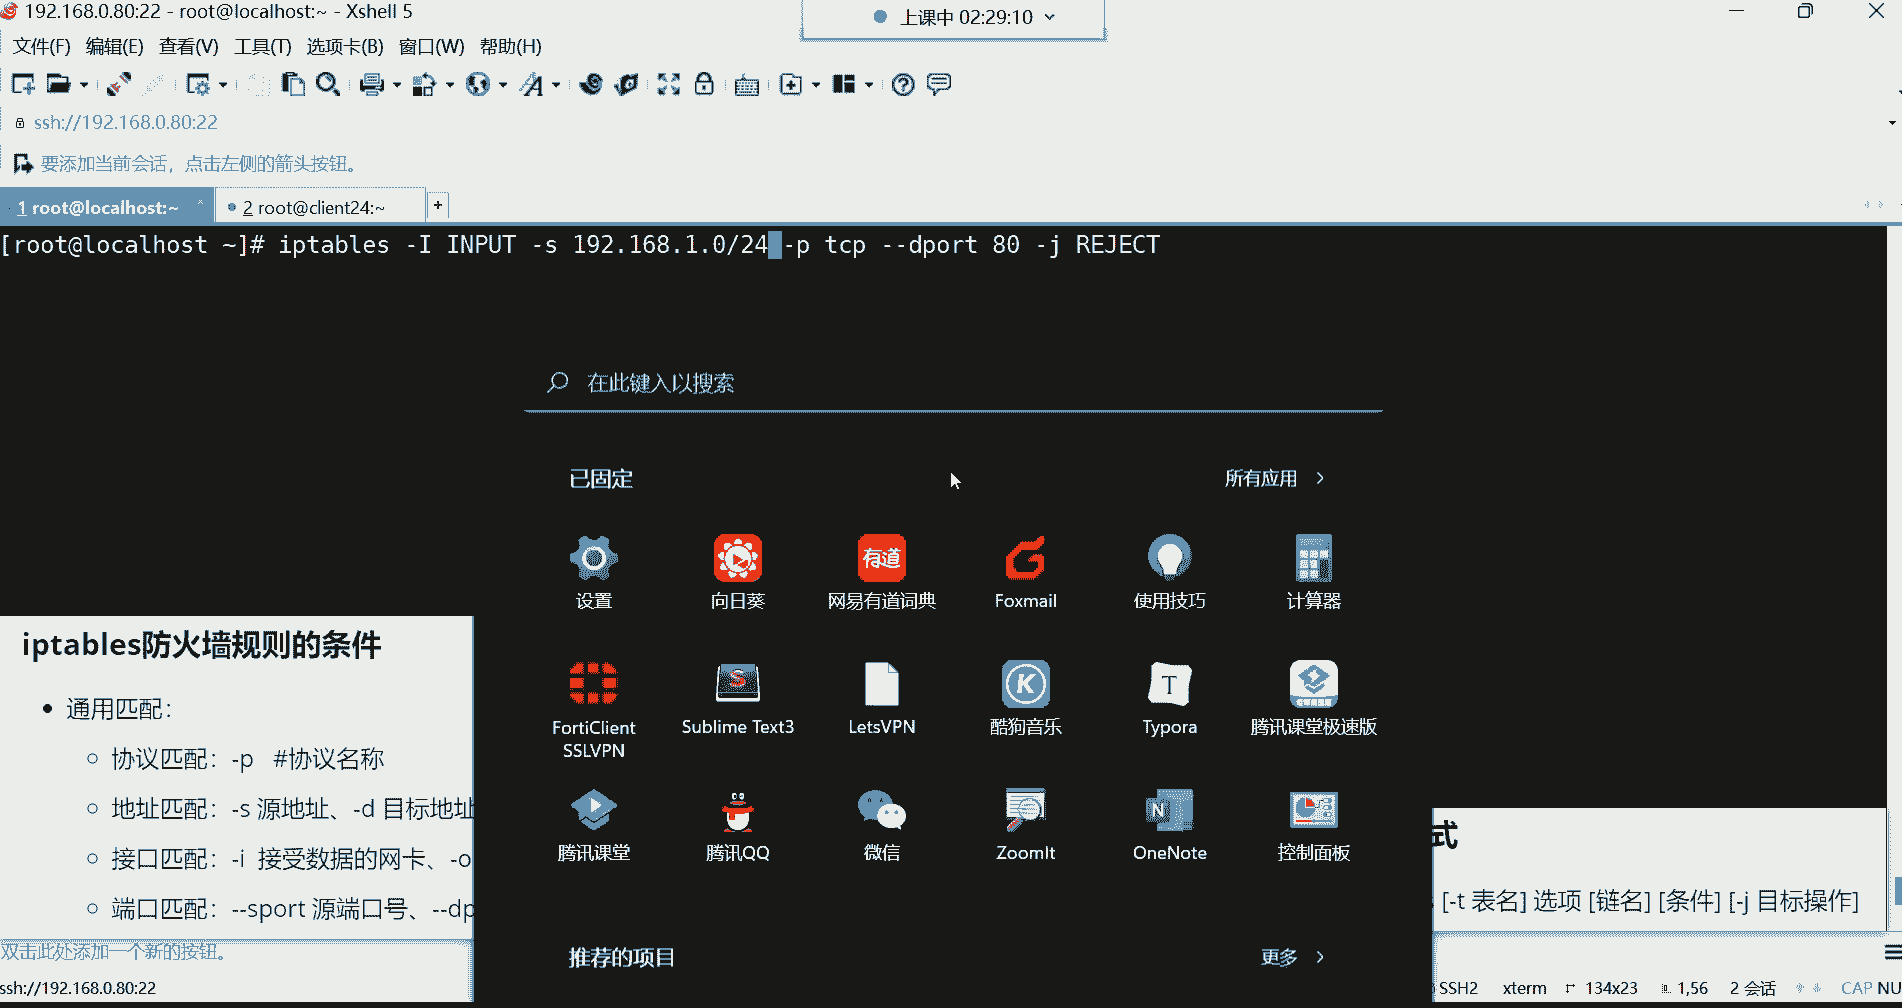 192.168.0.80:22 - root@localhost:~ - Xshell 5
上课中 02:29:10
文件(F) 编辑(E) 查看(V) 工具(T) 选项卡(B) 窗口(W) 帮助(H)
ssh://192.168.0.80:22
要添加当前会话，点击左侧的箭头按钮。
1 root@localhost:~
2 root@client24:~
[root@localhost ~]# iptables -I INPUT -s 192.168.1.0/24 -p tcp --dport 80 -j REJECT
在此键入以搜索
已固定
所有应用
设置
向日葵
有道
网易有道词典
Foxmail
使用技巧
计算器
FortiClient SSLVPN
Sublime Text3
LetsVPN
酷狗音乐
Typora
腾讯课堂极速版
腾讯课堂
腾讯QQ
微信
ZoomIt
OneNote
控制面板
推荐的项目
更多
iptables防火墙规则的条件
通用匹配：
协议匹配：-p #协议名称
地址匹配：-s 源地址、-d 目标地址
接口匹配：-i 接受数据的网卡、-o
端口匹配：--sport 源端口号、--dp
式
[-t 表名] 选项 [链名] [条件] [-j 目标操作]
双击此处添加一个新的按钮。
ssh://192.168.0.80:22
SSH2 xterm 134x23 1,56 2 会话 CAP NU